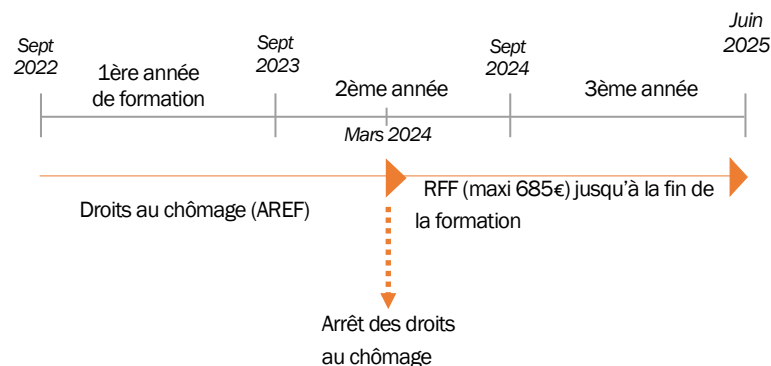 Juin
2025
Sept
2022
Sept
2023
Sept
2024
1ère année
de formation
2ème année
3ème année
Mars 2024
RFF (maxi 685€) jusqu’à la fin de
la formation
Droits au chômage (AREF)
Arrêt des droits
au chômage